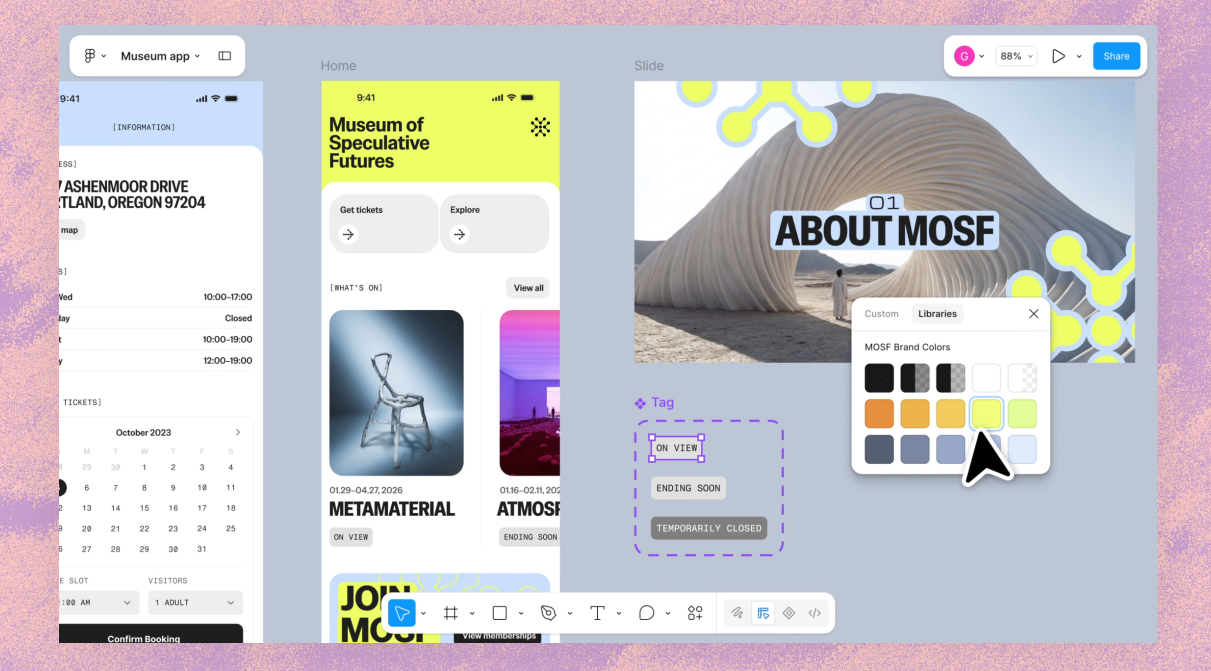 Museum app
G
88%
Share
9:41
[INFORMATION]
ESS]
ASHENMOOR DRIVE
TLAND, OREGON 97204
map
S]
Wed
10:00–17:00
day
Closed
10:00–19:00
12:00–19:00
TICKETS]
October 2023
M T W T F S
29 30 1 2 3 4
6 7 8 9 10 11
13 14 15 16 17 18
20 21 22 23 24 25
27 28 29 30 31
E SLOT
VISITORS
:00 AM
1 ADULT
Confirm Booking
Home
9:41
Museum of
Speculative
Futures
Get tickets
Explore
[WHAT'S ON]
View all
01.29–04.27, 2026
METAMATERIAL
ON VIEW
01.16–02.11, 202
ATMOSP
ENDING SOON
JOIN
MOSF
View memberships
Slide
01
ABOUT MOSF
Custom
Libraries
MOSF Brand Colors
Tag
ON VIEW
ENDING SOON
TEMPORARILY CLOSED
T